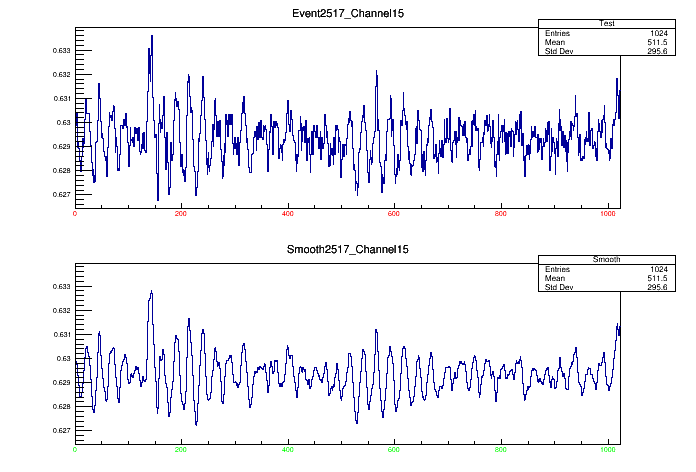 Event2517_Channel15
Test
Entries 1024
Mean 511.5
Std Dev 295.6
0.633
0.632
0.631
0.63
0.629
0.628
0.627
0 200 400 600 800 1000
Smooth2517_Channel15
Smooth
Entries 1024
Mean 511.5
Std Dev 295.6
0.633
0.632
0.631
0.63
0.629
0.628
0.627
0 200 400 600 800 1000